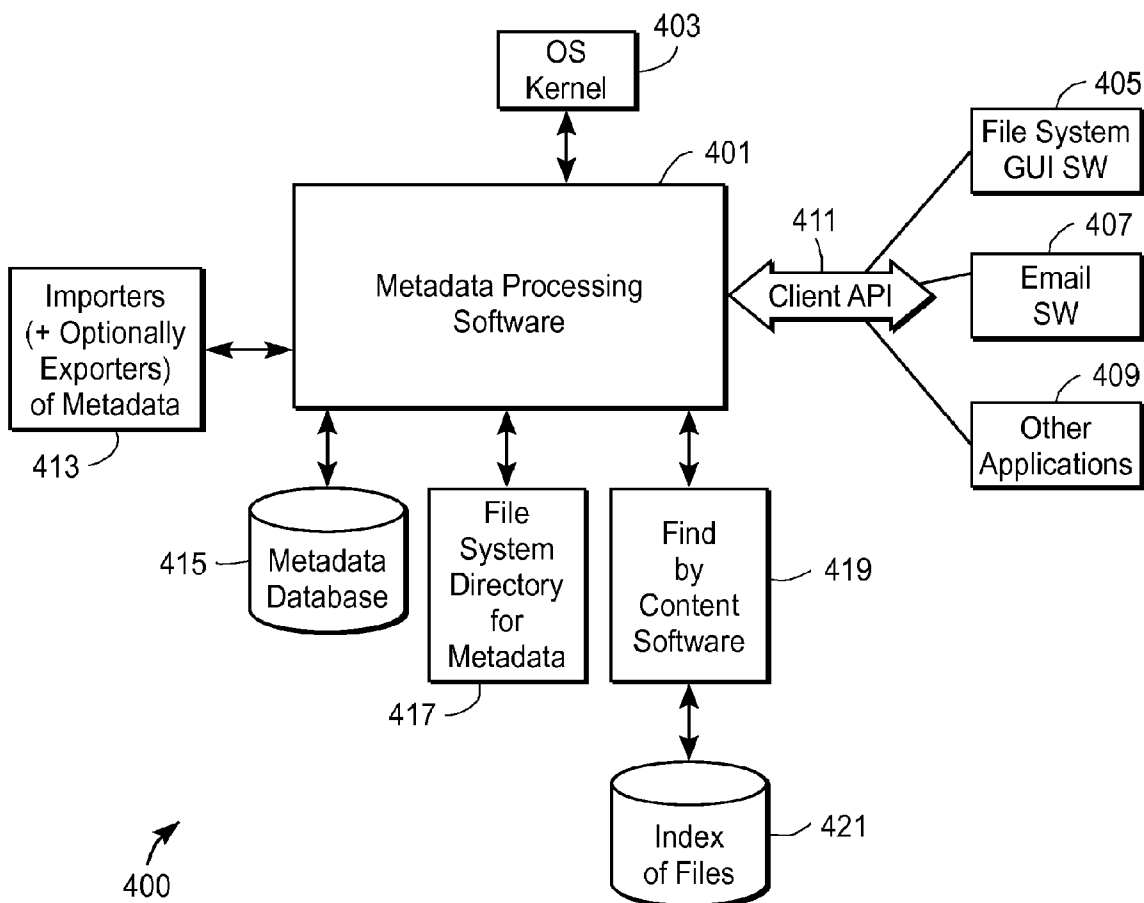 403
OS
Kernel
405
File System
GUI SW
401
411
407
Metadata Processing
Software
Client API
Email
SW
Importers
(+ Optionally
Exporters)
of Metadata
413
409
Other
Applications
415
Metadata
Database
File
System
Directory
for
Metadata
417
Find
by
Content
Software
419
Index
of Files
421
400